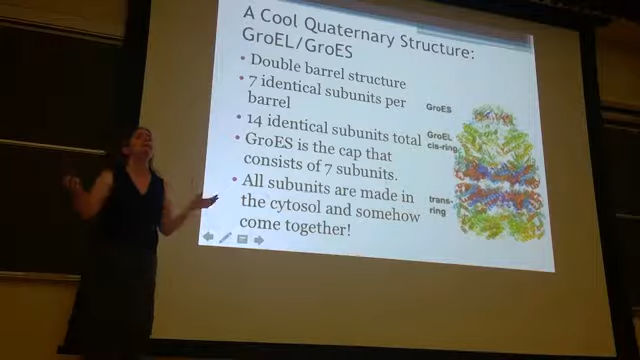 A Cool Quaternary Structure:
GroEL/GroES
• Double barrel structure
• 7 identical subunits per
barrel
• 14 identical subunits total
• GroES is the cap that
consists of 7 subunits.
• All subunits are made in
the cytosol and somehow
come together!
GroES
GroEL
cis-ring
trans-
ring